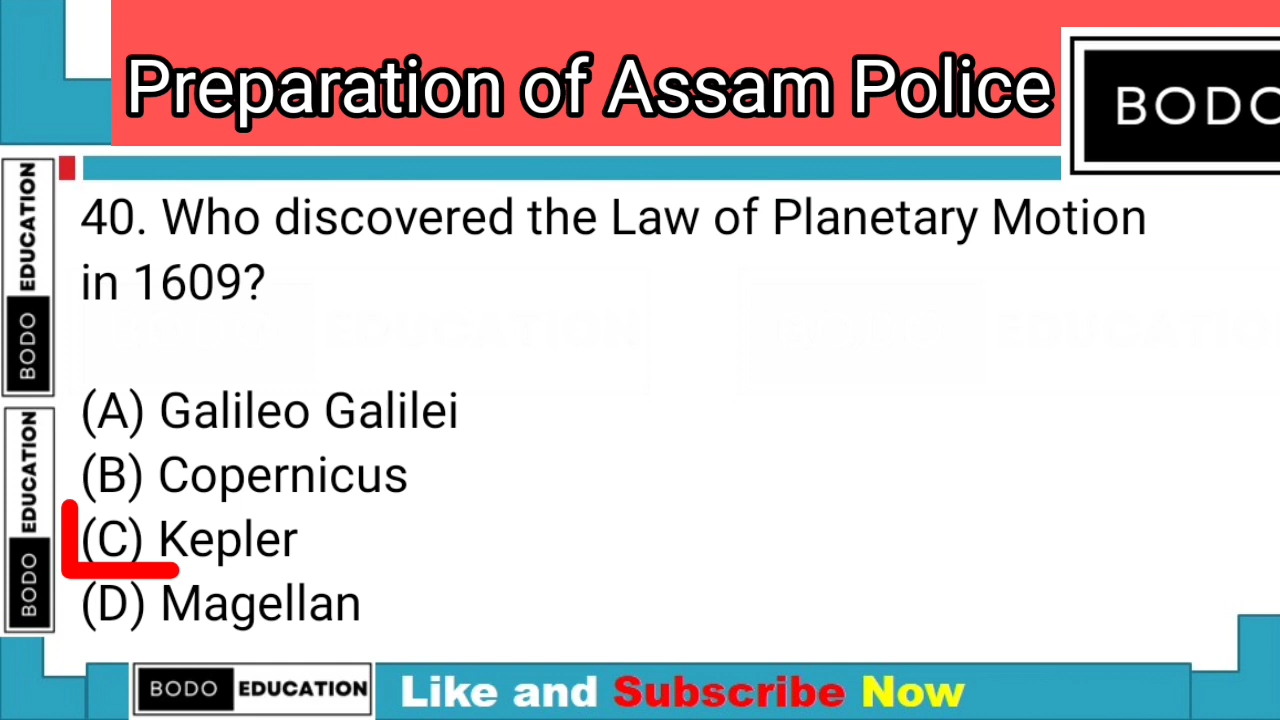 Preparation of Assam Police
BODO
EDUCATION
BODO
EDUCATION
BODO
40. Who discovered the Law of Planetary Motion
in 1609?
(A) Galileo Galilei
(B) Copernicus
(C) Kepler
(D) Magellan
BODO EDUCATION
Like and Subscribe Now